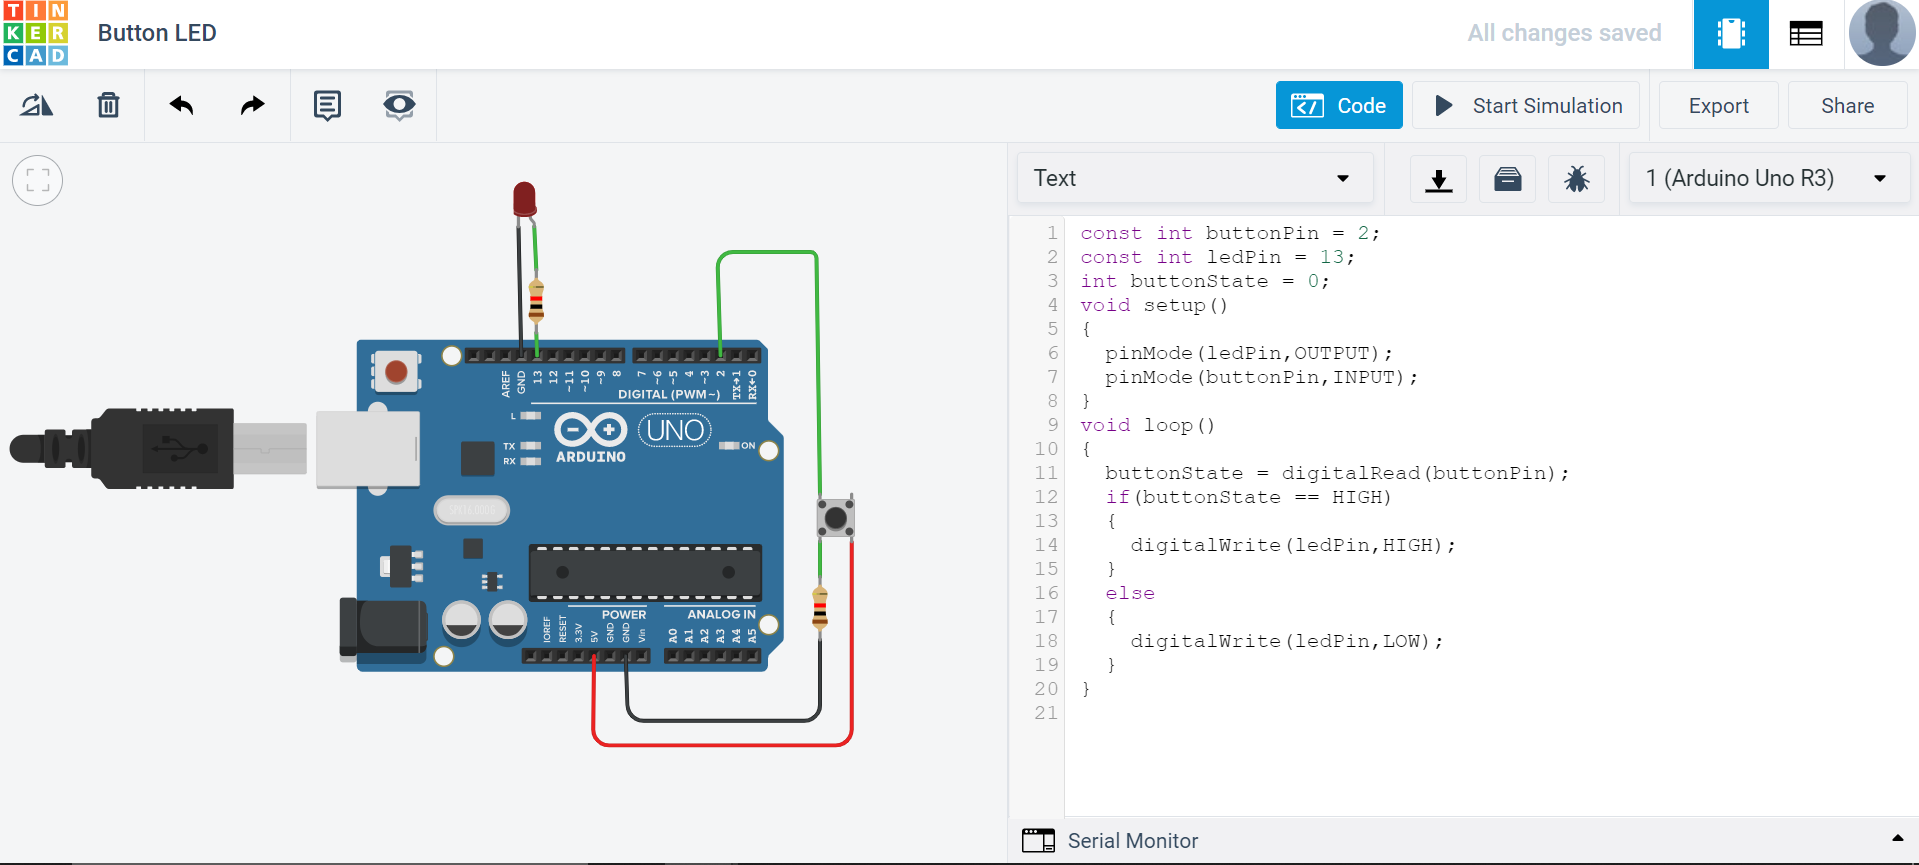 TIN
KER
CAD
Button LED
All changes saved
Code
Start Simulation
Export
Share
Text
1 (Arduino Uno R3)
AREF
GND
13
12
~11
~10
~9
8
7
~6
~5
4
~3
2
TX→1
RX←0
DIGITAL (PWM~)
L
TX
RX
ARDUINO
UNO
ON
POWER
ANALOG IN
IOREF
RESET
3.3V
5V
GND
GND
Vin
A0
A1
A2
A3
A4
A5
1 const int buttonPin = 2;
2 const int ledPin = 13;
3 int buttonState = 0;
4 void setup()
5 {
6   pinMode(ledPin,OUTPUT);
7   pinMode(buttonPin,INPUT);
8 }
9 void loop()
10 {
11   buttonState = digitalRead(buttonPin);
12   if(buttonState == HIGH)
13   {
14     digitalWrite(ledPin,HIGH);
15   }
16   else
17   {
18     digitalWrite(ledPin,LOW);
19   }
20 }
21
Serial Monitor